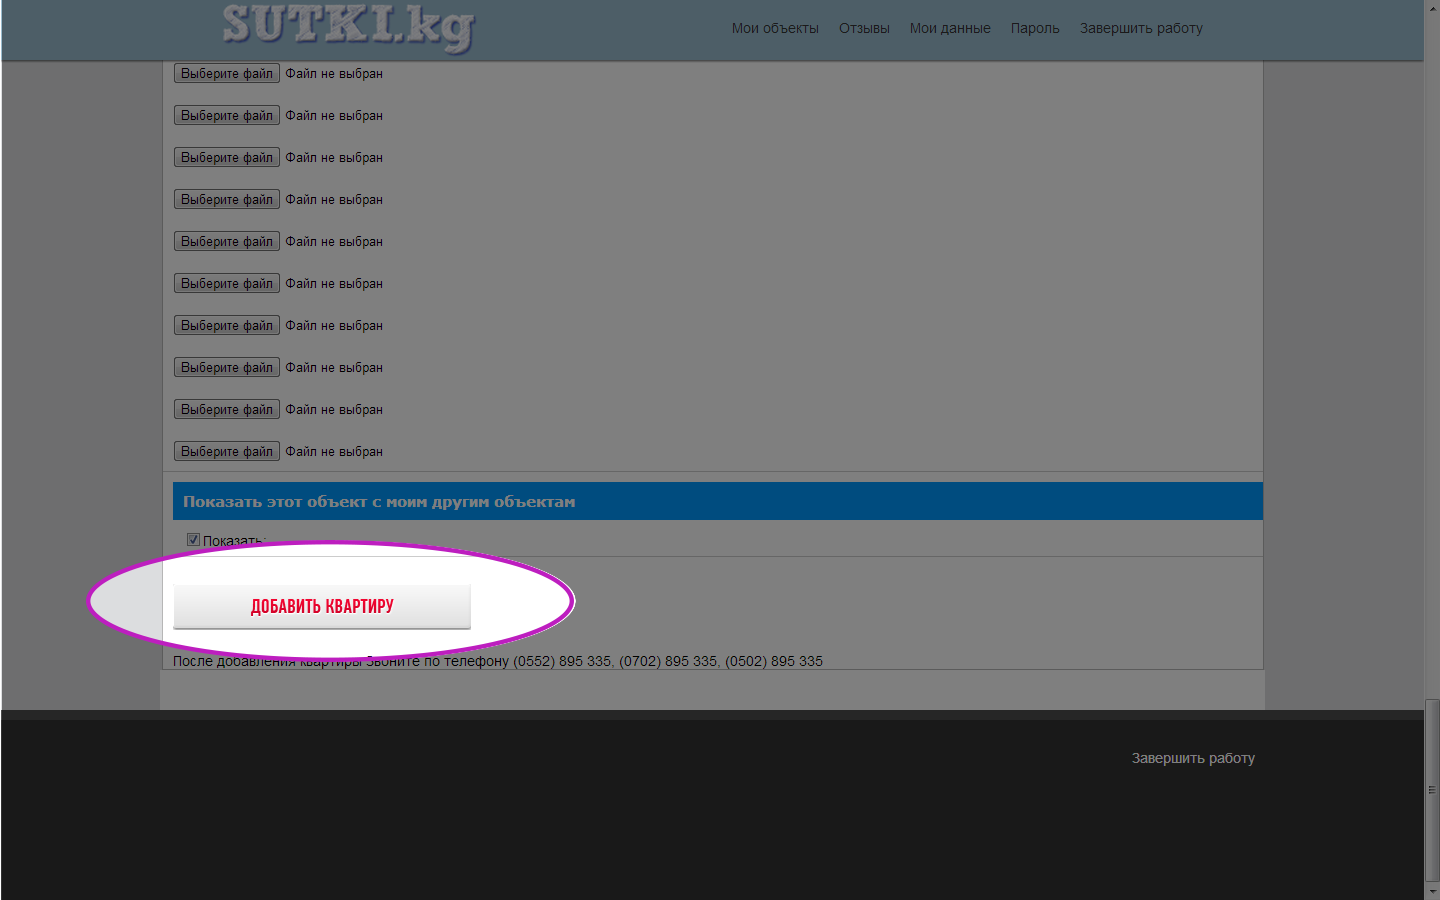 SUTKI.kg
Мои объекты Отзывы Мои данные Пароль Завершить работу
Выберите файл Файл не выбран
Выберите файл Файл не выбран
Выберите файл Файл не выбран
Выберите файл Файл не выбран
Выберите файл Файл не выбран
Выберите файл Файл не выбран
Выберите файл Файл не выбран
Выберите файл Файл не выбран
Выберите файл Файл не выбран
Выберите файл Файл не выбран
Показать этот объект с моим другим объектам
Показать:
ДОБАВИТЬ КВАРТИРУ
После добавления квартиры звоните по телефону (0552) 895 335, (0702) 895 335, (0502) 895 335
Завершить работу